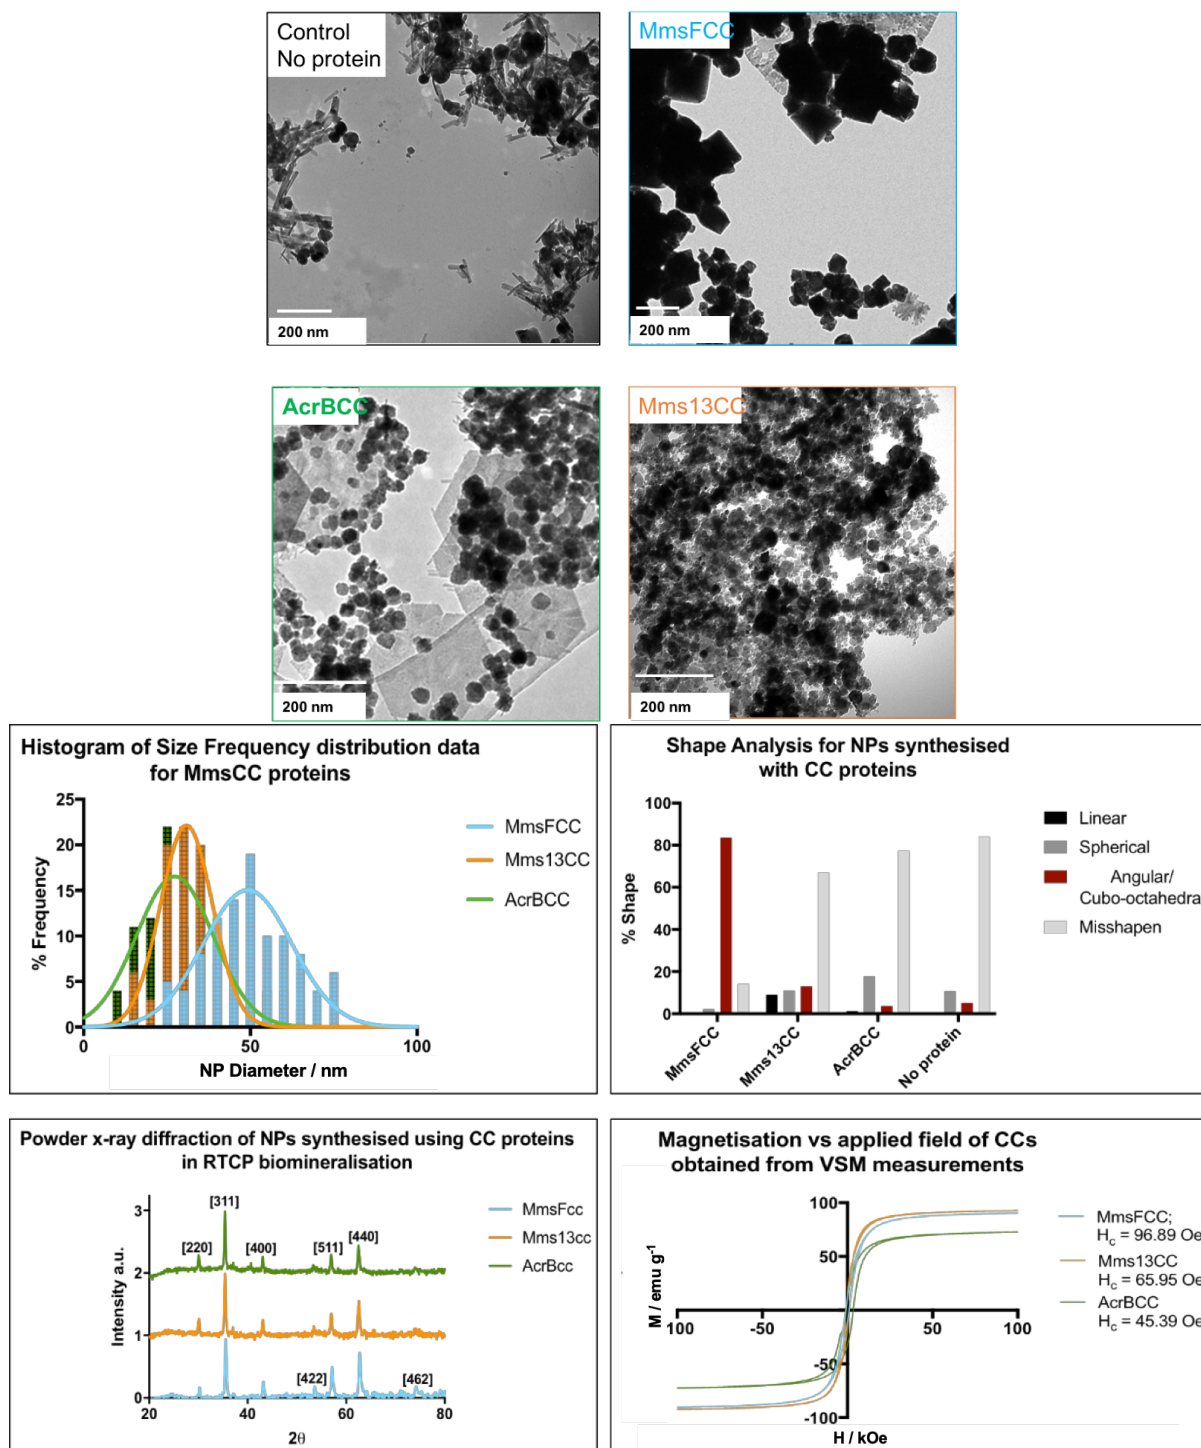 Control
No protein
200 nm
MmsFCC
200 nm
AcrBCC
200 nm
Mms13CC
200 nm
Histogram of Size Frequency distribution data
for MmsCC proteins
25
20
15
10
5
0
% Frequency
0
50
100
NP Diameter / nm
MmsFCC
Mms13CC
AcrBCC
Shape Analysis for NPs synthesised
with CC proteins
100
80
60
40
20
0
% Shape
MmsFCC
Mms13CC
AcrBCC
No protein
Linear
Spherical
Angular/
Cubo-octahedra
Misshapen
Powder x-ray diffraction of NPs synthesised using CC proteins
in RTCP biomineralisation
3
2
1
0
Intensity a.u.
[220]
[311]
[400]
[511]
[440]
[422]
[462]
20
40
60
80
2θ
MmsFcc
Mms13cc
AcrBcc
Magnetisation vs applied field of CCs
obtained from VSM measurements
100
50
-50
-100
M / emu g-1
100
-50
50
100
H / kOe
MmsFCC;
Hc = 96.89 Oe
Mms13CC
Hc = 65.95 Oe
AcrBCC
Hc = 45.39 Oe